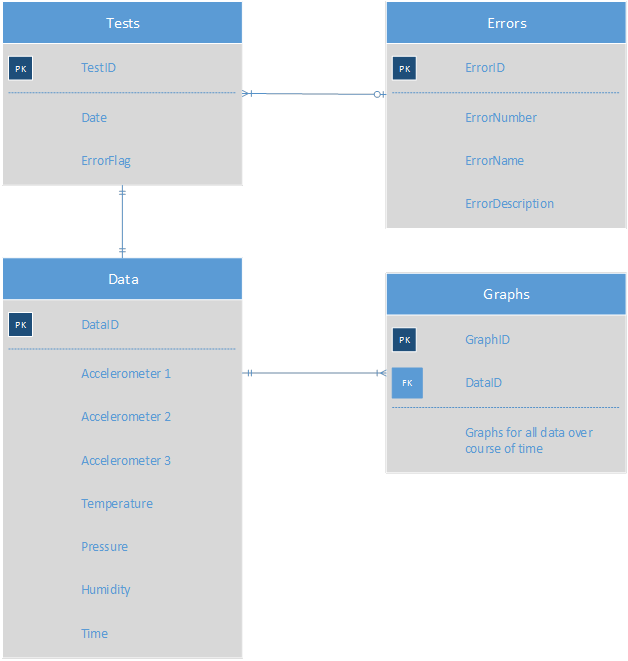 Tests
PK TestID
Date
ErrorFlag
Errors
PK ErrorID
ErrorNumber
ErrorName
ErrorDescription
Data
PK DataID
Accelerometer 1
Accelerometer 2
Accelerometer 3
Temperature
Pressure
Humidity
Time
Graphs
PK GraphID
FK DataID
Graphs for all data over
course of time